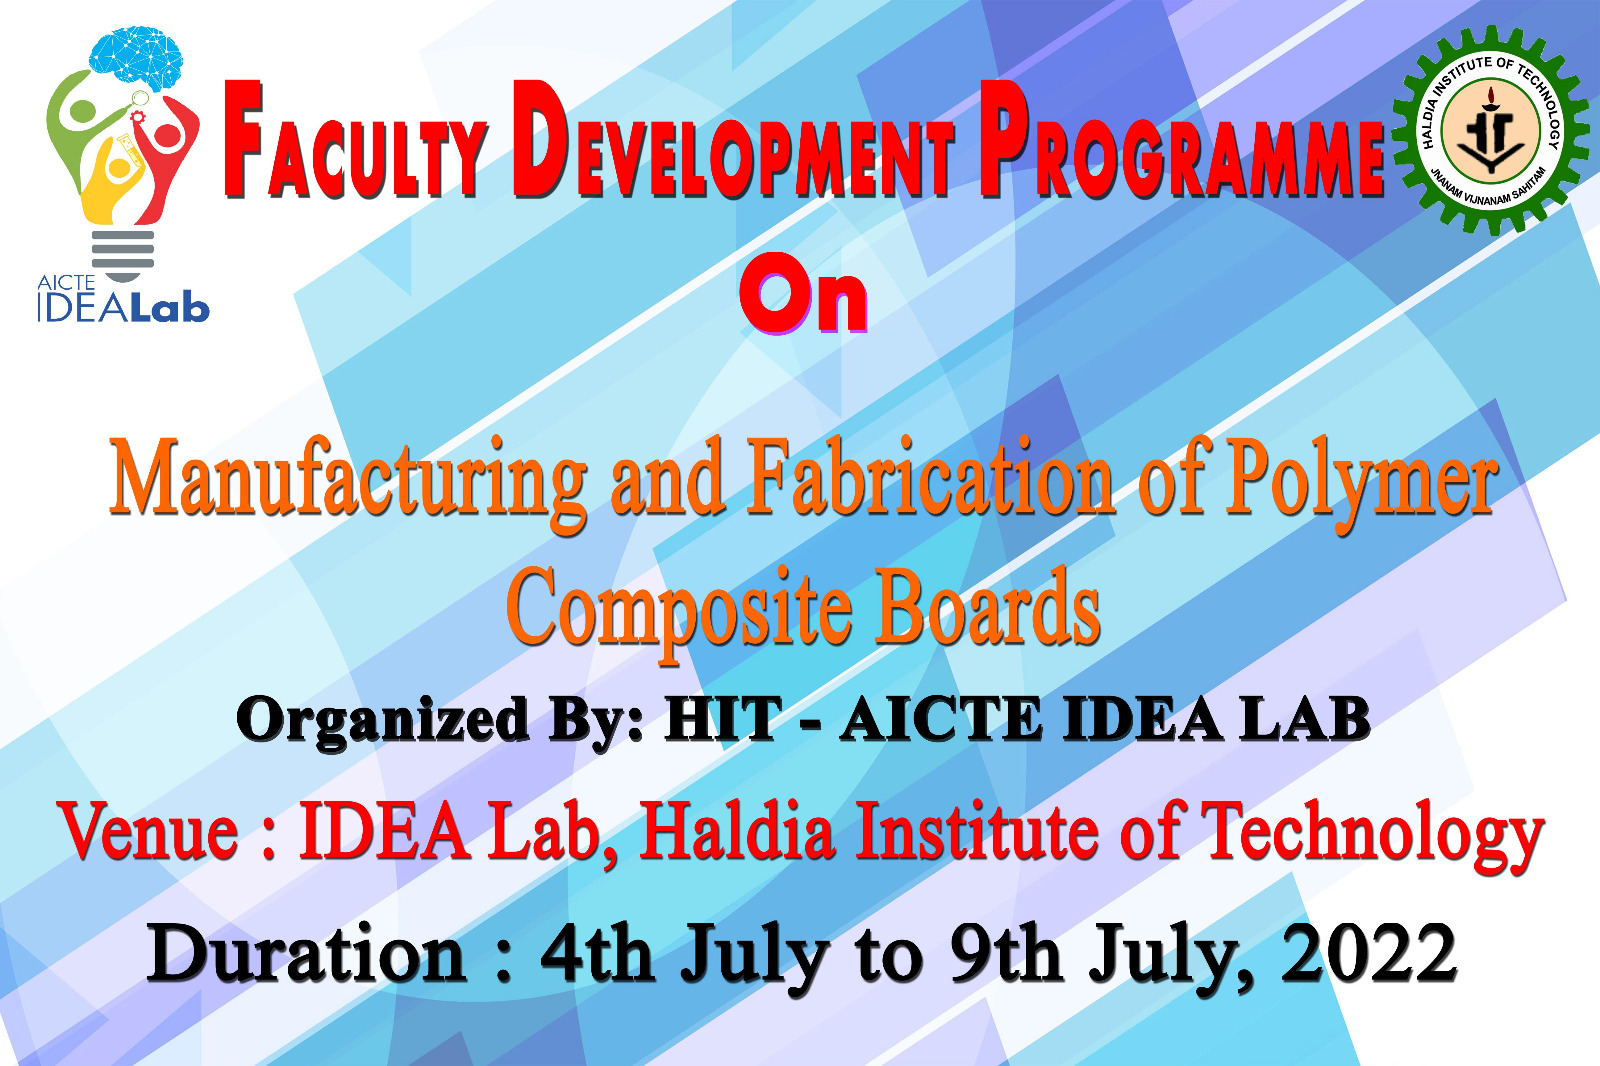 FACULTY DEVELOPMENT PROGRAMME
On
Manufacturing and Fabrication of Polymer
Composite Boards
Organized By: HIT - AICTE IDEA LAB
Venue : IDEA Lab, Haldia Institute of Technology
Duration : 4th July to 9th July, 2022
AICTE
IDEALab
HALDIA INSTITUTE OF TECHNOLOGY
JNANAM VIJNANAM SAHITAM